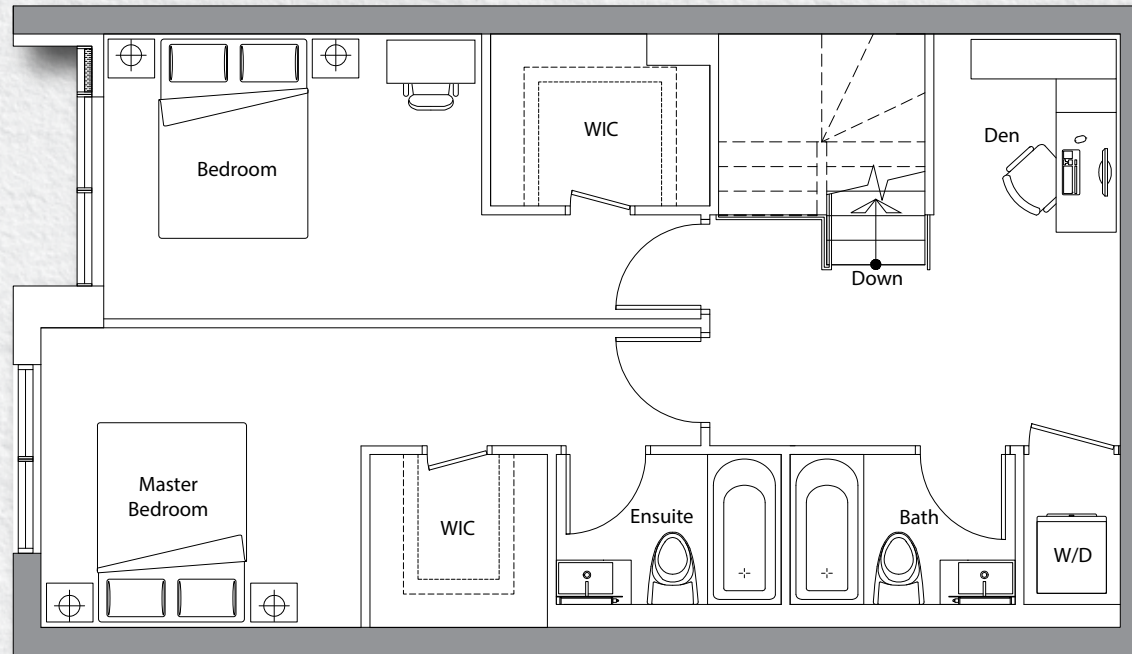 WIC
Den
Bedroom
Down
Master
Bedroom
WIC
Ensuite
Bath
W/D